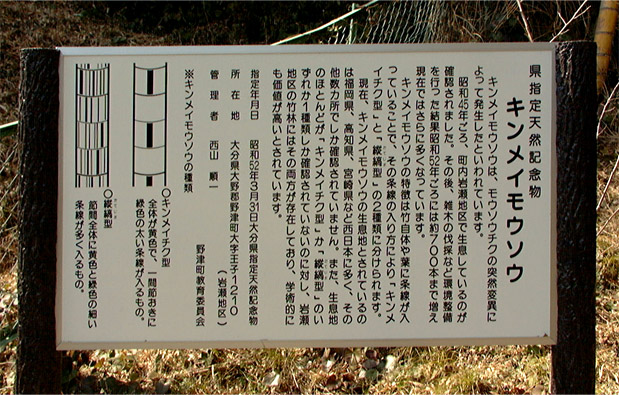 県指定天然記念物
キンメイモウソウ
キンメイモウソウは、モウソウチクの突然変異に
よって発生したといわれています。
昭和45年ごろ、町内岩瀬地区で生息しているのが
確認されました。その後、雑木の伐採など環境整備
を行った結果昭和52年ごろには約700本まで増え
現在ではさらに多くなっています。
キンメイモウソウの特徴は竹自体や葉に条線が入
っていることで、その条線の入り方により「キンメ
イチク型」と「縦縞型」の2種類に分けられます。
現在、キンメイモウソウの生息地とされているの
は福岡県、高知県、宮崎県など西日本に多く、その
他数カ所でしか確認されていません。また、生息地
のほとんどが「キンメイチク型」か「縦縞型」のい
ずれか1種類しか確認されていないのに対し、岩瀬
地区の竹林にはその両方が存在しており、学術的に
も価値が高いとされています。
指定年月日 昭和52年3月31日大分県指定天然記念物
所在地 大分県大野郡野津町大字王子1210
(岩瀬地区)
管理者 西山 順一
野津町教育委員会
※キンメイモウソウの種類
○キンメイチク型
全体が黄色で、一間節おきに
緑色の太い条線が入るもの。
○縦縞型
節間全体に黄色と緑色の細い
条線が多く入るもの。